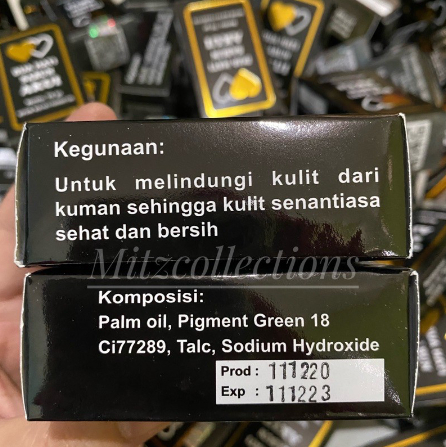 Kegunaan:
Untuk melindungi kulit dari
kuman sehingga kulit senantiasa
sehat dan bersih
Mitzcollections
Komposisi:
Palm oil, Pigment Green 18
Ci77289, Talc, Sodium Hydroxide
Prod : 111220
Exp : 111223